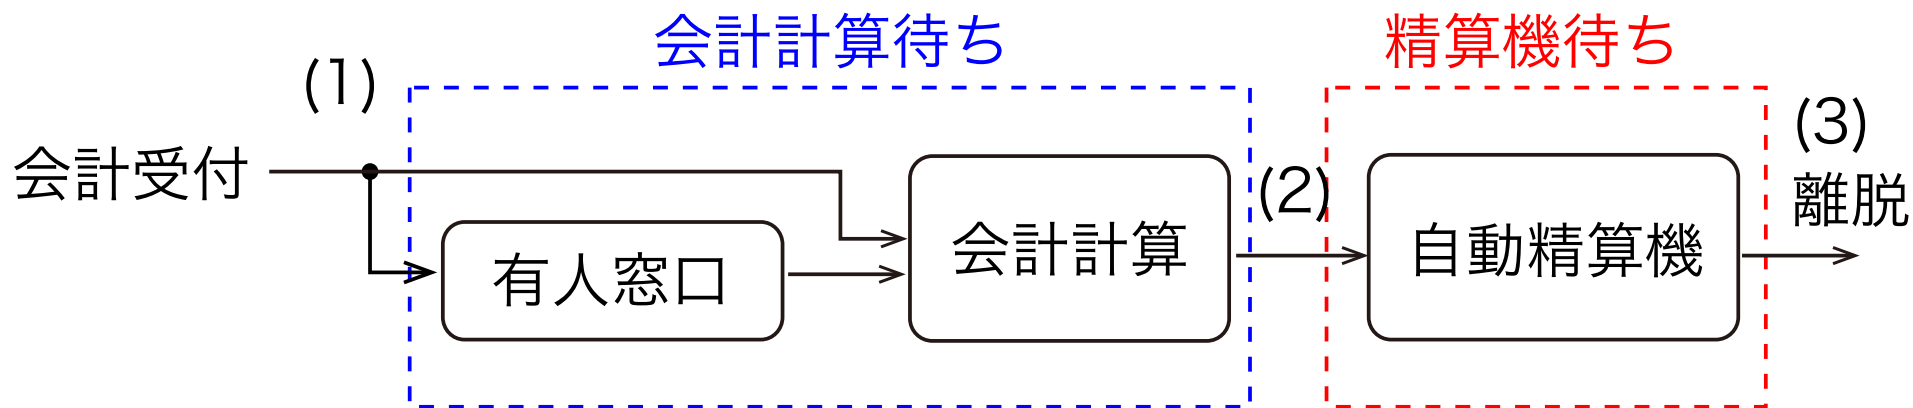 会計計算待ち
精算機待ち
(1)
会計受付
有人窓口
会計計算
(2)
自動精算機
(3)
離脱